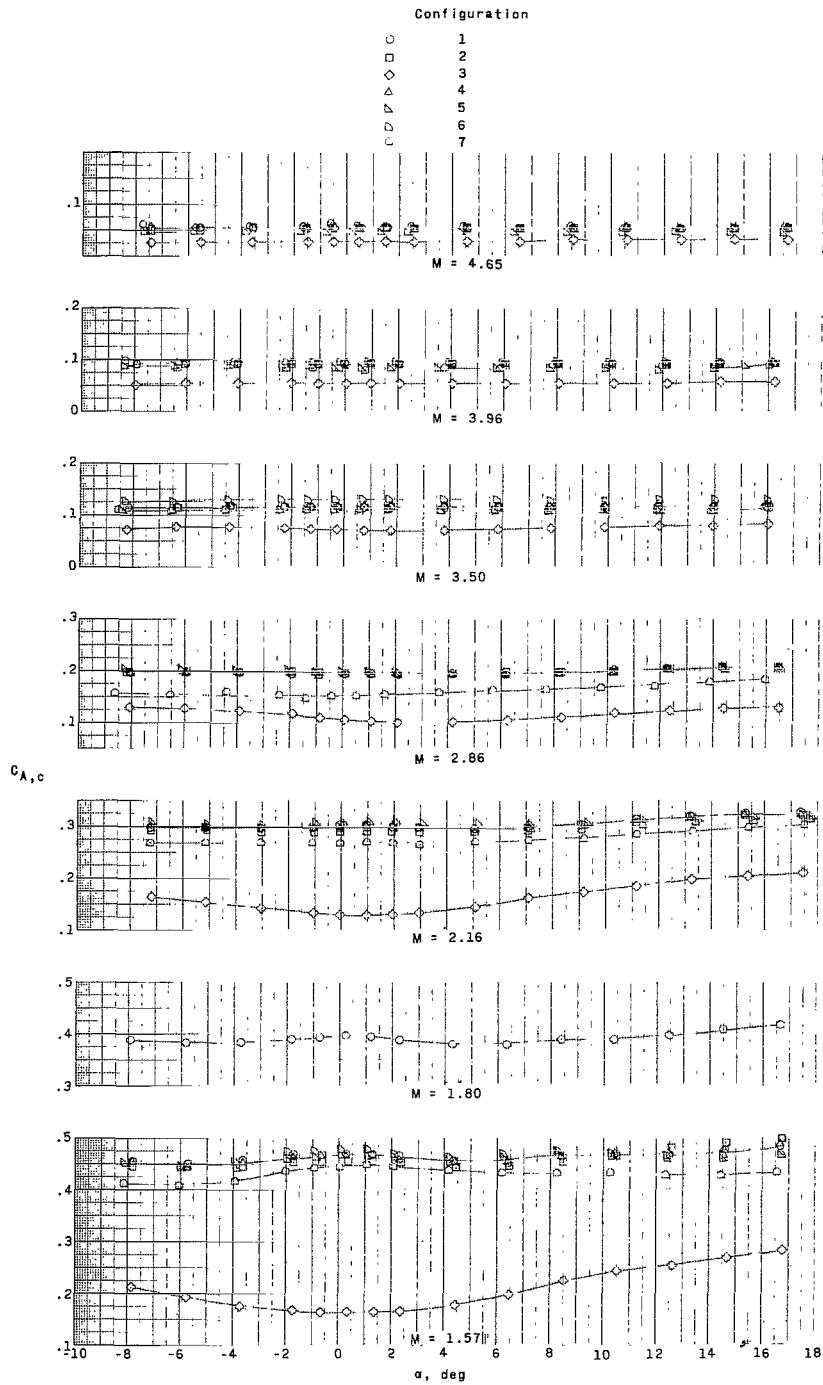 Configuration
1
2
3
4
5
6
7
.1
M = 4.65
.2
.1
0
M = 3.96
.2
.1
0
M = 3.50
.3
.2
.1
M = 2.86
C A,c
.3
.2
.1
M = 2.16
.5
.4
.3
M = 1.80
.5
.4
.3
.2
.1
M = 1.57
-10 -8 -6 -4 -2 0 2 4 6 8 10 12 14 16 18
α, deg